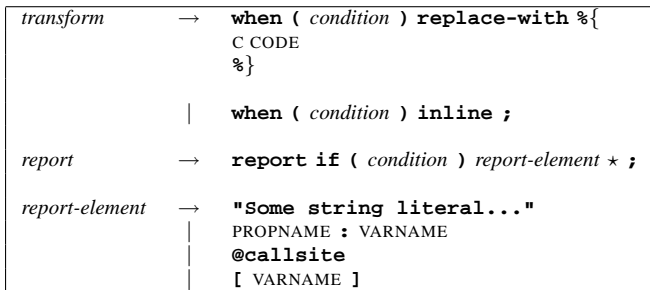 transform → when ( condition ) replace-with %{
C CODE
%}
| when ( condition ) inline ;
report → report if ( condition ) report-element ⋆ ;
report-element → "Some string literal..."
| PROPNAME : VARNAME
| @callsite
| [ VARNAME ]